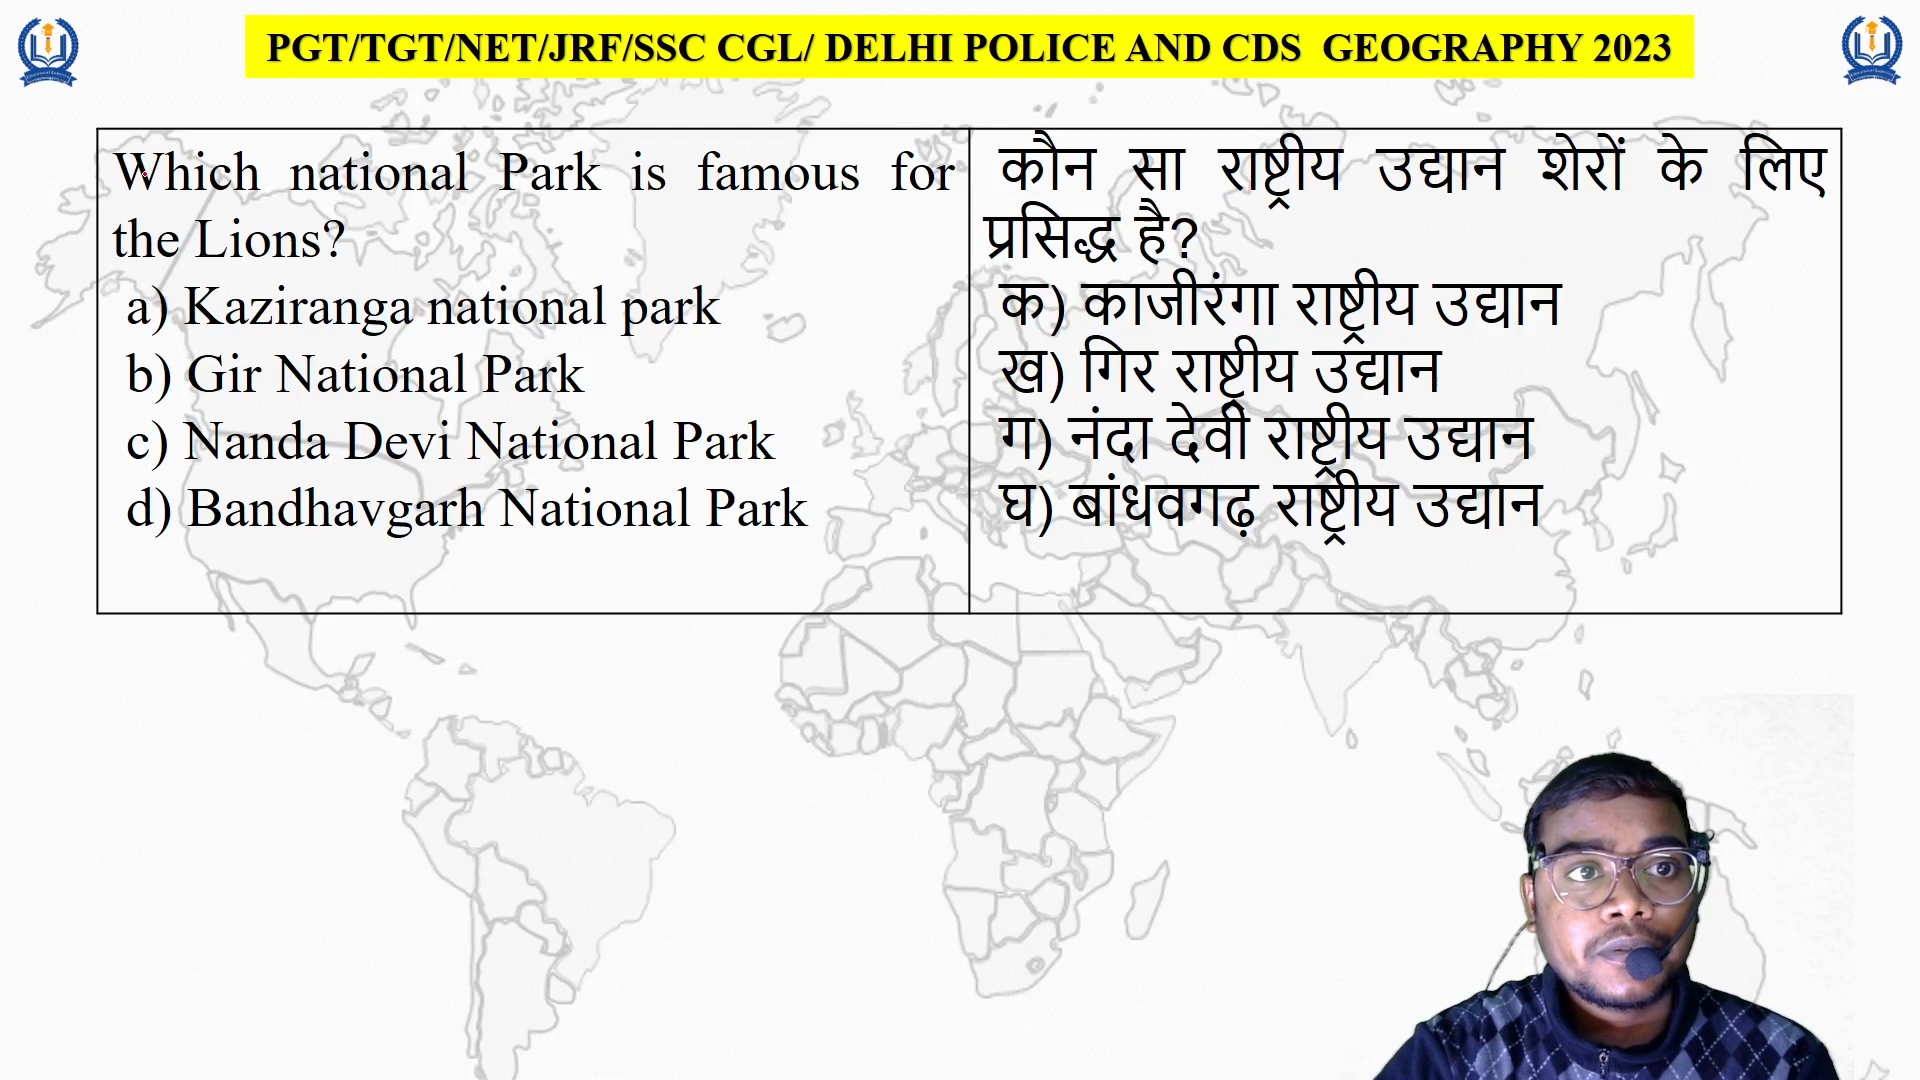 PGT/TGT/NET/JRF/SSC CGL/ DELHI POLICE AND CDS GEOGRAPHY 2023
Which national Park is famous for
the Lions?
a) Kaziranga national park
b) Gir National Park
c) Nanda Devi National Park
d) Bandhavgarh National Park
कौन सा राष्ट्रीय उद्यान शेरों के लिए
प्रसिद्ध है?
क) काजीरंगा राष्ट्रीय उद्यान
ख) गिर राष्ट्रीय उद्यान
ग) नंदा देवी राष्ट्रीय उद्यान
घ) बांधवगढ़ राष्ट्रीय उद्यान